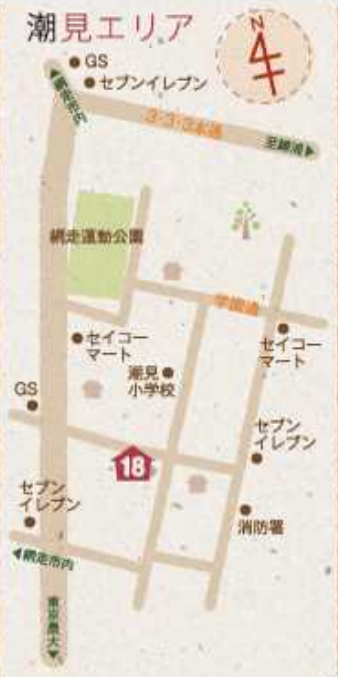 潮見エリア
N
GS
セブンイレブン
3・3・3本通
網走運動公園
学園通
セイコー
マート
セイコー
マート
潮見
小学校
GS
セブン
イレブン
18
セブン
イレブン
消防署
◀網走市内
東京農大▶